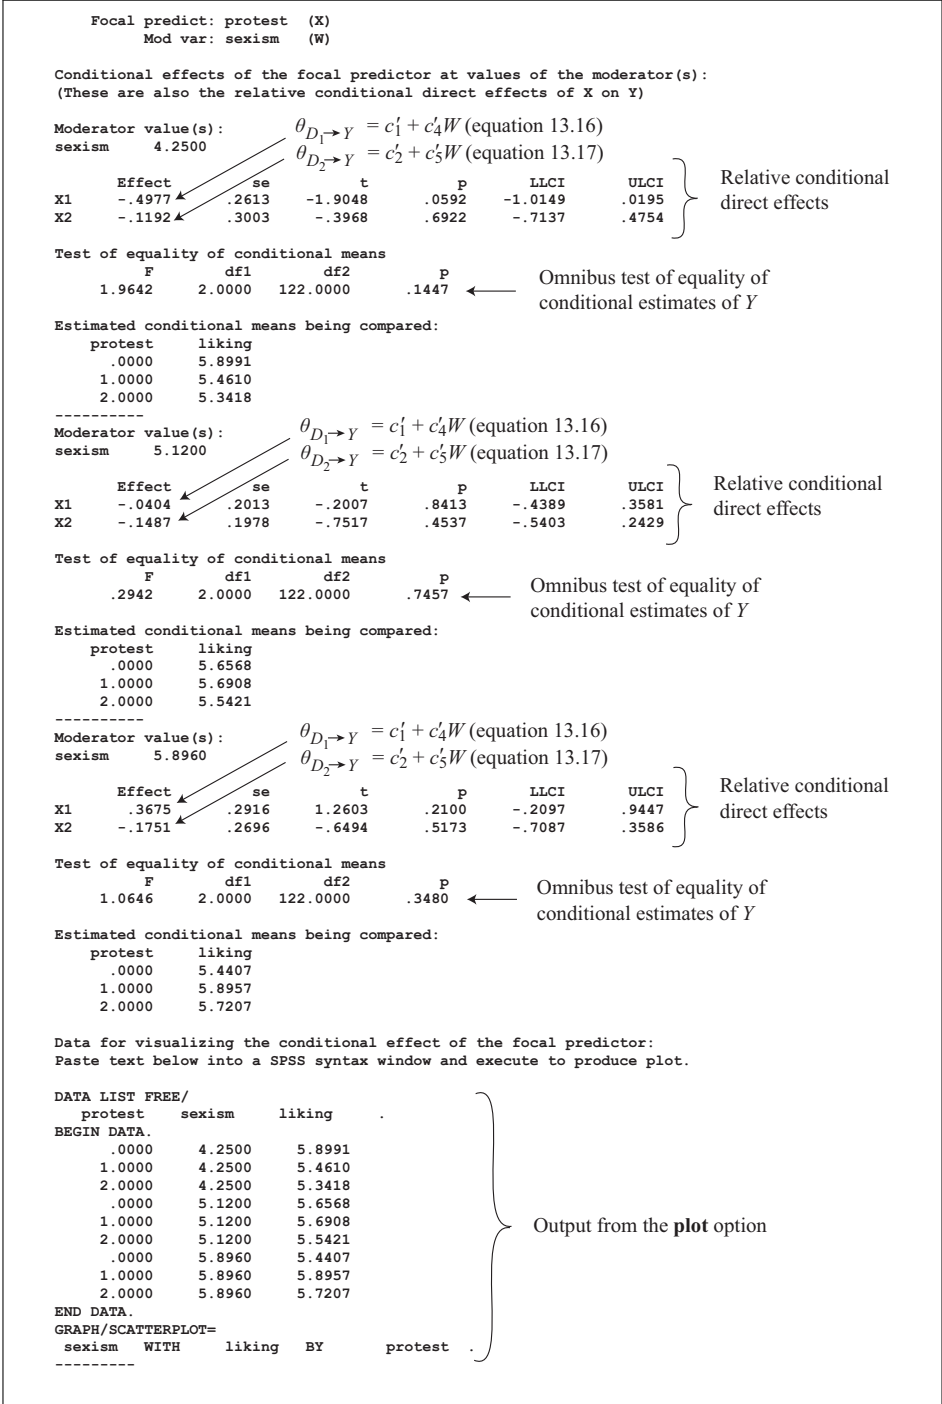 Focal predict: protest (X)
Mod var: sexism (W)
Conditional effects of the focal predictor at values of the moderator(s):
(These are also the relative conditional direct effects of X on Y)
Moderator value(s):
sexism 4.2500
θD1→Y = c′1 + c′4W (equation 13.16)
θD2→Y = c′2 + c′5W (equation 13.17)
Effect se t p LLCI ULCI
X1 -.4977 .2613 -1.9048 .0592 -1.0149 .0195
X2 -.1192 .3003 -.3968 .6922 -.7137 .4754
Relative conditional
direct effects
Test of equality of conditional means
F df1 df2 p
1.9642 2.0000 122.0000 .1447
Omnibus test of equality of
conditional estimates of Y
Estimated conditional means being compared:
protest liking
.0000 5.8991
1.0000 5.4610
2.0000 5.3418
----------
Moderator value(s):
sexism 5.1200
θD1→Y = c′1 + c′4W (equation 13.16)
θD2→Y = c′2 + c′5W (equation 13.17)
Effect se t p LLCI ULCI
X1 -.0404 .2013 -.2007 .8413 -.4389 .3581
X2 -.1487 .1978 -.7517 .4537 -.5403 .2429
Relative conditional
direct effects
Test of equality of conditional means
F df1 df2 p
.2942 2.0000 122.0000 .7457
Omnibus test of equality of
conditional estimates of Y
Estimated conditional means being compared:
protest liking
.0000 5.6568
1.0000 5.6908
2.0000 5.5421
----------
Moderator value(s):
sexism 5.8960
θD1→Y = c′1 + c′4W (equation 13.16)
θD2→Y = c′2 + c′5W (equation 13.17)
Effect se t p LLCI ULCI
X1 .3675 .2916 1.2603 .2100 -.2097 .9447
X2 -.1751 .2696 -.6494 .5173 -.7087 .3586
Relative conditional
direct effects
Test of equality of conditional means
F df1 df2 p
1.0646 2.0000 122.0000 .3480
Omnibus test of equality of
conditional estimates of Y
Estimated conditional means being compared:
protest liking
.0000 5.4407
1.0000 5.8957
2.0000 5.7207
Data for visualizing the conditional effect of the focal predictor:
Paste text below into a SPSS syntax window and execute to produce plot.
DATA LIST FREE/
protest sexism liking .
BEGIN DATA.
.0000 4.2500 5.8991
1.0000 4.2500 5.4610
2.0000 4.2500 5.3418
.0000 5.1200 5.6568
1.0000 5.1200 5.6908
2.0000 5.1200 5.5421
.0000 5.8960 5.4407
1.0000 5.8960 5.8957
2.0000 5.8960 5.7207
END DATA.
GRAPH/SCATTERPLOT=
sexism WITH liking BY protest .
---------
Output from the plot option